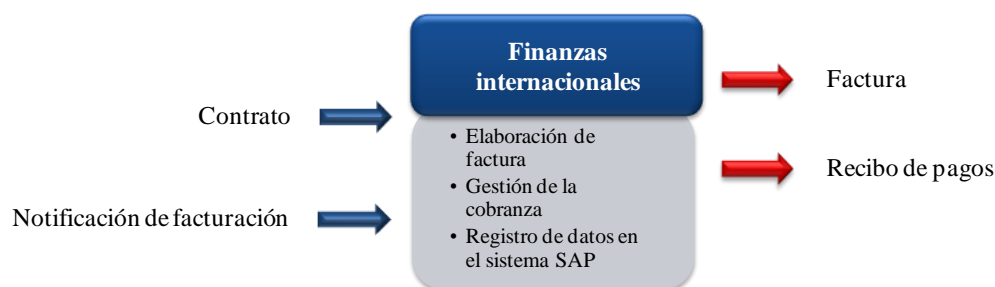 Finanzas
internacionales
Factura
Contrato
• Elaboración de
factura
• Gestión de la
cobranza
• Registro de datos en
el sistema SAP
Recibo de pagos
Notificación de facturación